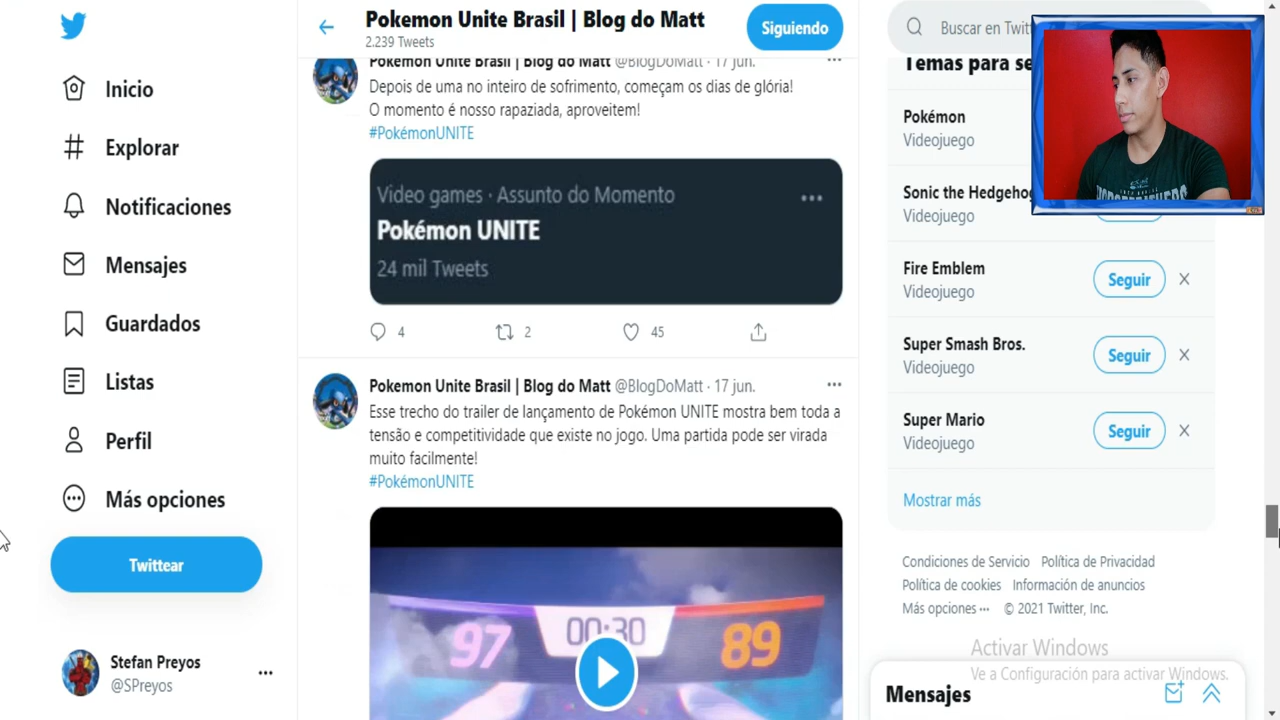 Pokemon Unite Brasil | Blog do Matt
2.239 Tweets
Siguiendo
Buscar en Twit
Inicio
Explorar
Notificaciones
Mensajes
Guardados
Listas
Perfil
Más opciones
Twittear
Stefan Preyos
@SPreyos
Pokemon Unite Brasil | Blog do Matt @BlogDoMatt · 17 jun.
Depois de uma no inteiro de sofrimento, começam os dias de glória!
O momento é nosso rapaziada, aproveitem!
#PokémonUNITE
Video games · Assunto do Momento
Pokémon UNITE
24 mil Tweets
4 2 45
Pokemon Unite Brasil | Blog do Matt @BlogDoMatt · 17 jun.
Esse trecho do trailer de lançamento de Pokémon UNITE mostra bem toda a
tensão e competitividade que existe no jogo. Uma partida pode ser virada
muito facilmente!
#PokémonUNITE
97 00:30 89
Temas para se
Pokémon
Videojuego
Sonic the Hedgehog
Videojuego
Fire Emblem
Videojuego
Seguir
Super Smash Bros.
Videojuego
Seguir
Super Mario
Videojuego
Seguir
Mostrar más
Condiciones de Servicio Política de Privacidad
Política de cookies Información de anuncios
Más opciones ··· © 2021 Twitter, Inc.
Activar Windows
Ve a Configuración para activar Windows.
Mensajes